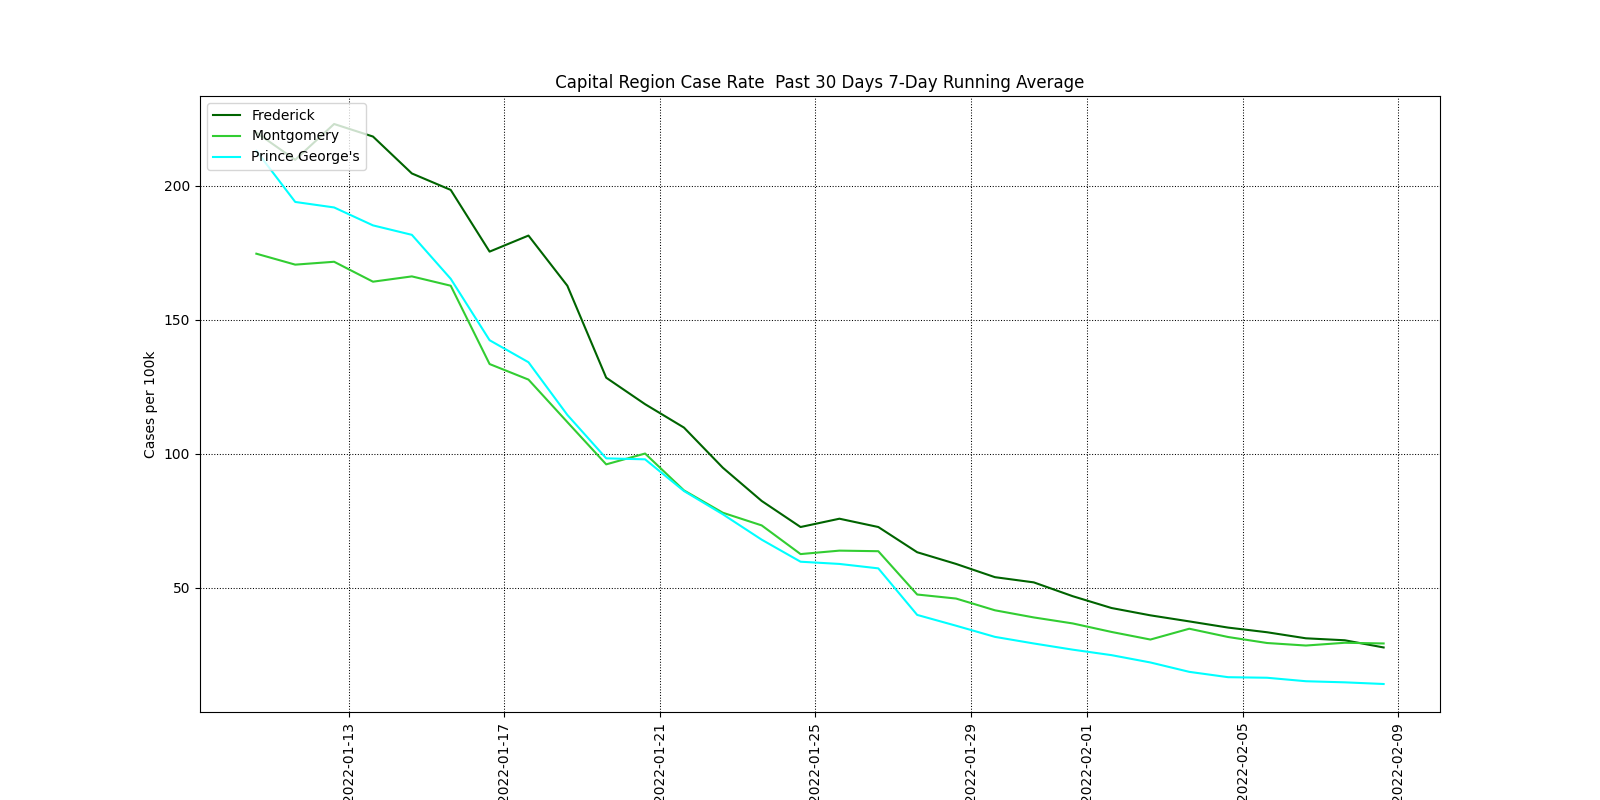 Capital Region Case Rate  Past 30 Days 7-Day Running Average
Frederick
Montgomery
Prince George's
200
150
100
50
Cases per 100k
2022-01-13
2022-01-17
2022-01-21
2022-01-25
2022-01-29
2022-02-01
2022-02-05
2022-02-09